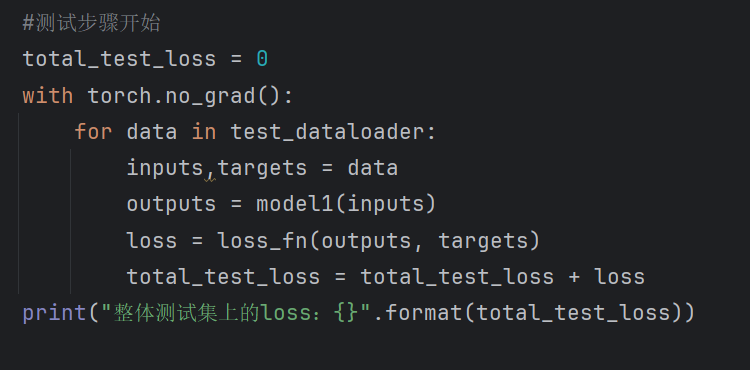 #测试步骤开始
total_test_loss = 0
with torch.no_grad():
    for data in test_dataloader:
        inputs,targets = data
        outputs = model1(inputs)
        loss = loss_fn(outputs, targets)
        total_test_loss = total_test_loss + loss
print("整体测试集上的loss：{}".format(total_test_loss))